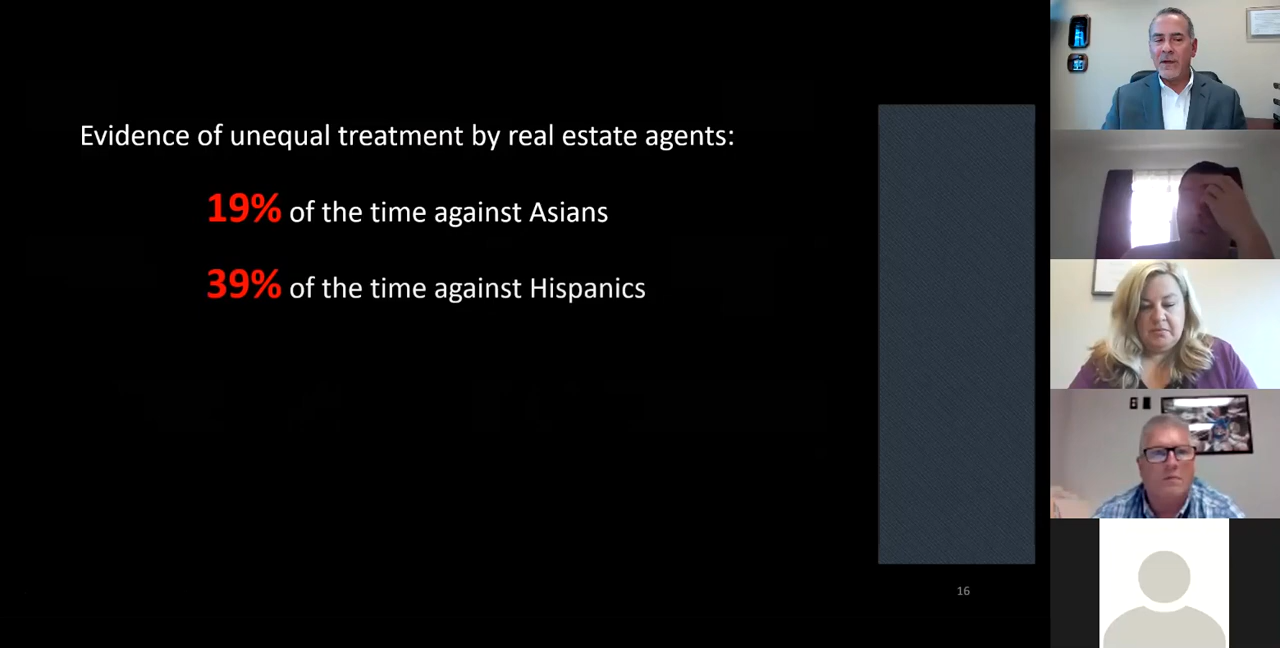 Evidence of unequal treatment by real estate agents:
19% of the time against Asians
39% of the time against Hispanics
16